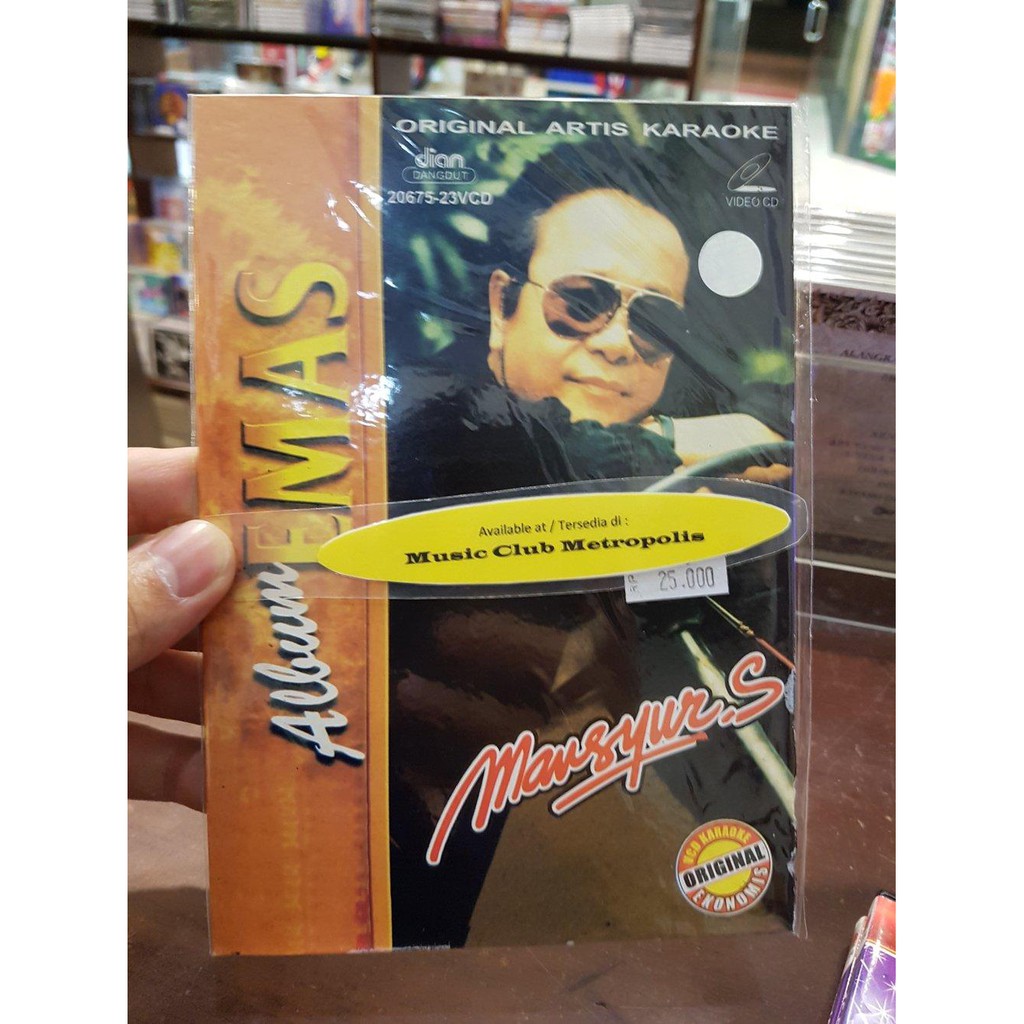 ORIGINAL ARTIS KARAOKE
dian
DANGDUT
20675-23VCD
VIDEO CD
Album EMAS
Available at / Tersedia di :
Music Club Metropolis
RP 25.000
Mansyur.S
VCD KARAOKE
ORIGINAL
EKONOMIS